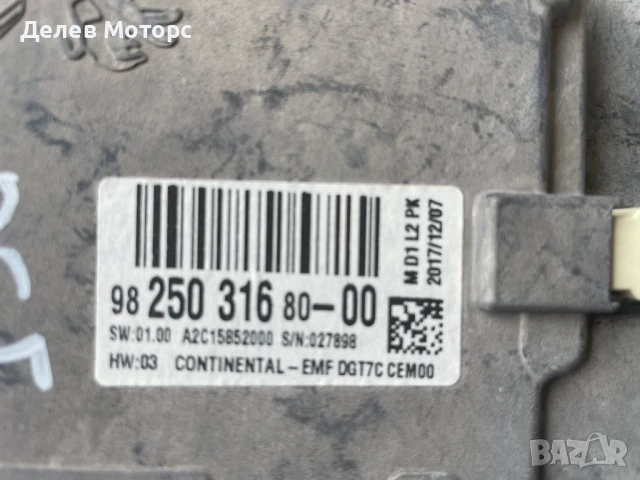 Делев Моторс
M D1 L2 PK
2017/12/07
98 250 316 80-00
SW:01.00 A2C15852000 S/N:027898
HW:03 CONTINENTAL-EMF DGT7C CEM00
BAZAR